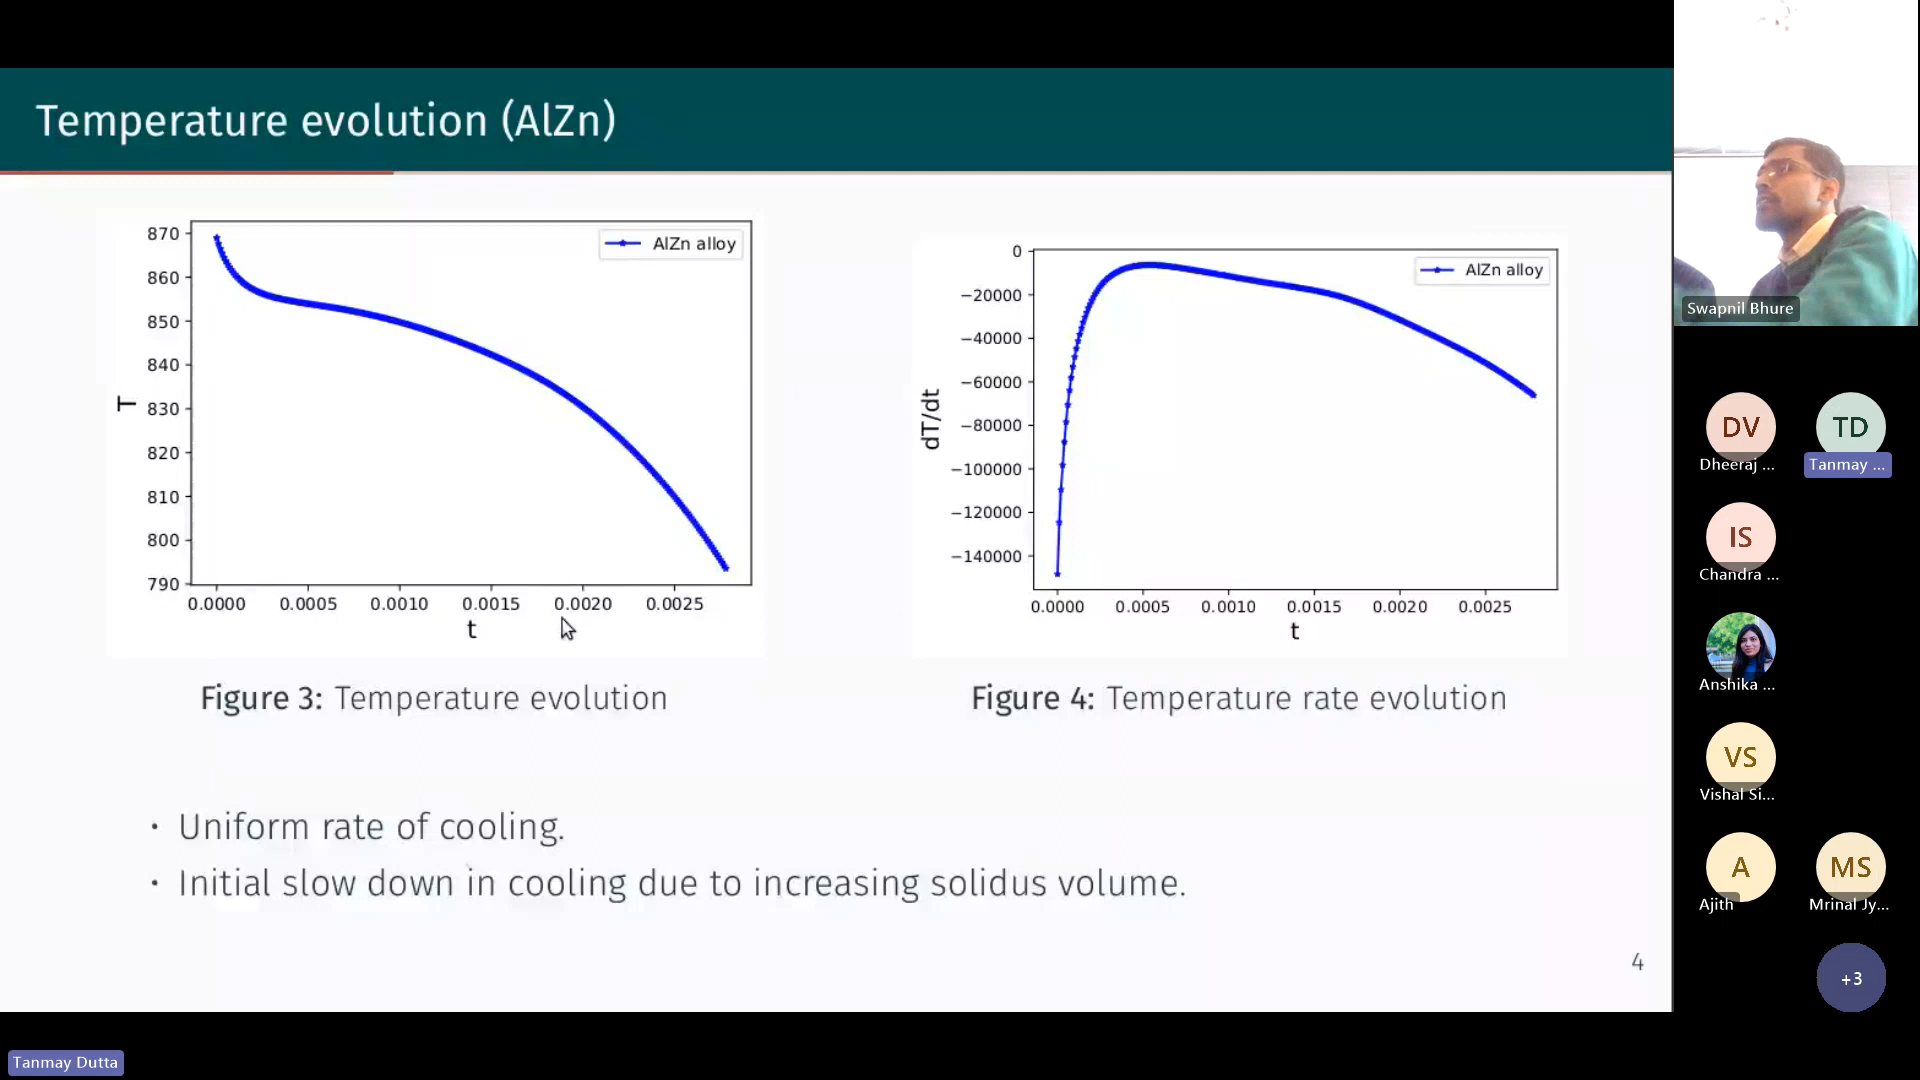 Temperature evolution (AlZn)
870
860
850
840
830
820
810
800
790
T
AlZn alloy
0.0000 0.0005 0.0010 0.0015 0.0020 0.0025
t
0
−20000
−40000
−60000
−80000
−100000
−120000
−140000
dT/dt
AlZn alloy
0.0000 0.0005 0.0010 0.0015 0.0020 0.0025
t
Figure 3: Temperature evolution
Figure 4: Temperature rate evolution
• Uniform rate of cooling.
• Initial slow down in cooling due to increasing solidus volume.
4
Swapnil Bhure
DV
Dheeraj ...
TD
Tanmay ...
IS
Chandra ...
Anshika ...
VS
Vishal Si...
A
Ajith
MS
Mrinal Jy...
+3
Tanmay Dutta